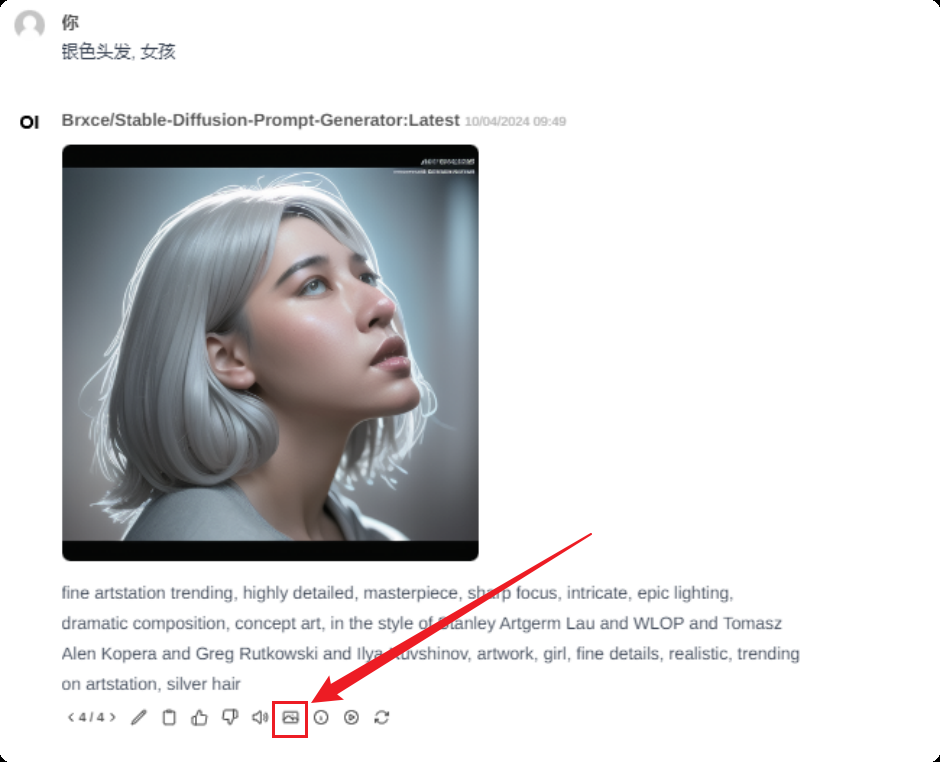 你
银色头发, 女孩
OI
Brxce/Stable-Diffusion-Prompt-Generator:Latest 10/04/2024 09:49
fine artstation trending, highly detailed, masterpiece, sharp focus, intricate, epic lighting,
dramatic composition, concept art, in the style of Stanley Artgerm Lau and WLOP and Tomasz
Alen Kopera and Greg Rutkowski and Ilya Kuvshinov, artwork, girl, fine details, realistic, trending
on artstation, silver hair
4/4